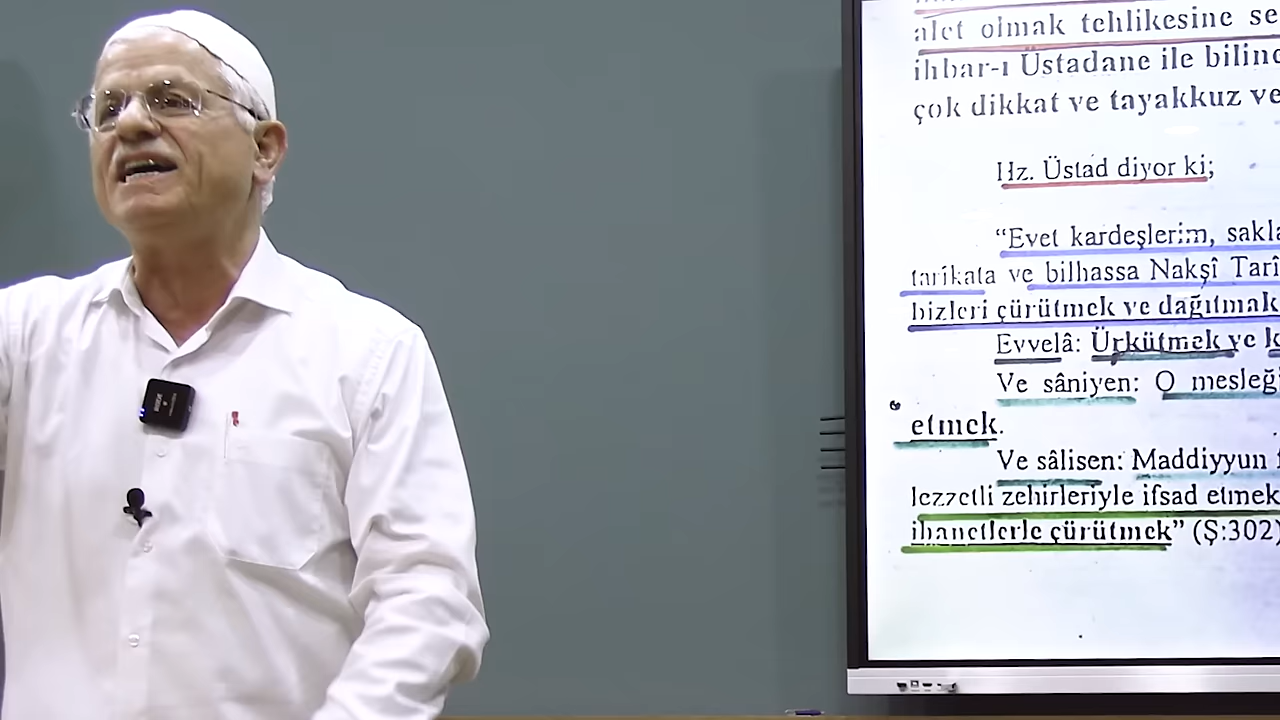 alet olmak tehlikesine se
ihbar-ı Üstadane ile bilinc
çok dikkat ve tayakkuz ve
Hz. Üstad diyor ki;
“Evet kardeşlerim, sakla
tarîkata ve bilhassa Nakşî Tarî
bizleri çürütmek ve dağıtmak
Evvelâ: Ürkütmek ve k
Ve sâniyen: O mesleği
etmek.
Ve sâlisen: Maddiyyun f
lezzetli zehirleriyle ifsad etmek
ihanetlerle çürütmek” (Ş:302)